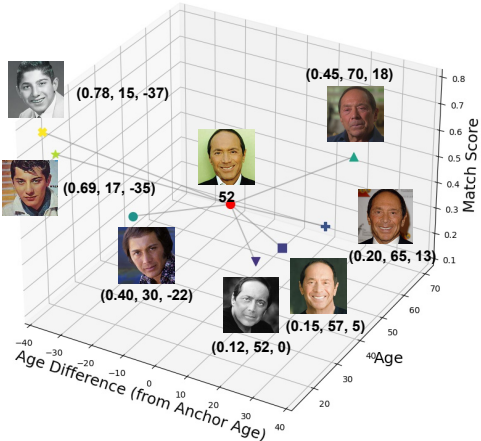 (0.45, 70, 18)
(0.78, 15, -37)
(0.69, 17, -35)
52
(0.40, 30, -22)
(0.20, 65, 13)
(0.15, 57, 5)
(0.12, 52, 0)
0.8
0.7
0.6
0.5
0.4
0.3
0.2
0.1
Match Score
70
60
50
40
30
20
Age
-40
-30
-20
-10
0
10
20
30
40
Age Difference (from Anchor Age)